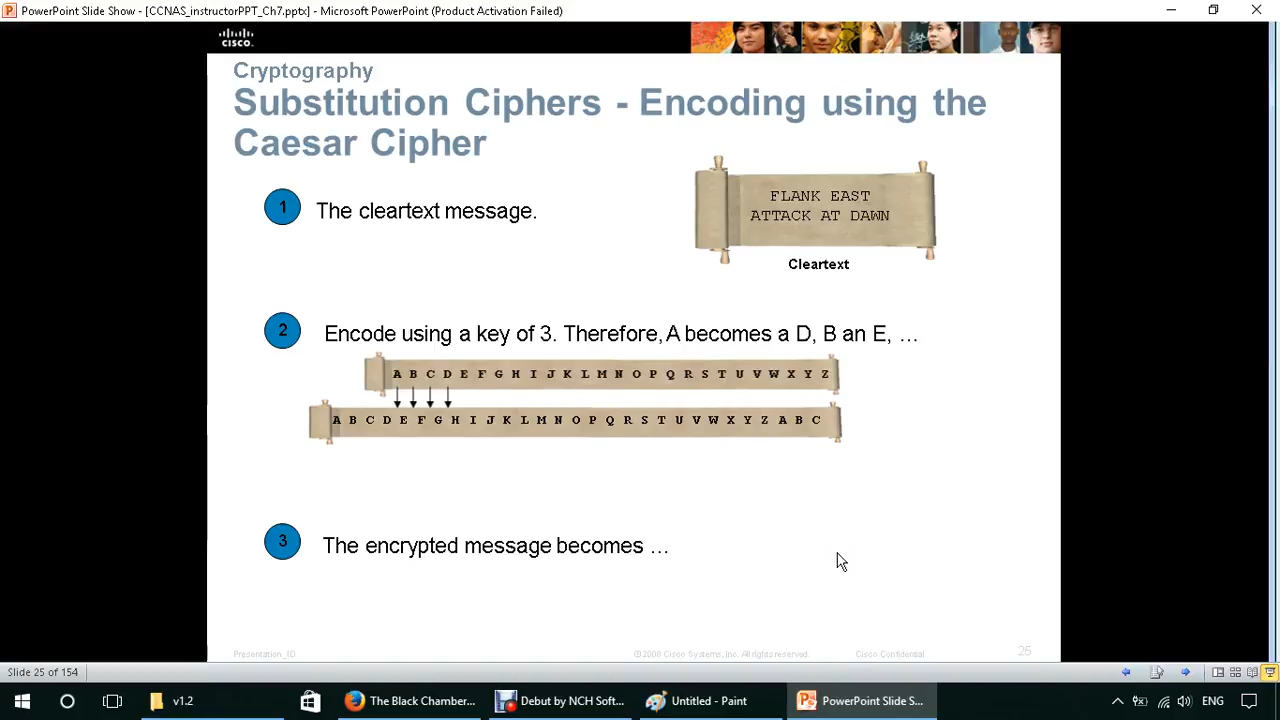 PowerPoint Slide Show - [CCNAS_instructorPPT_Ch7.pptx] - Microsoft PowerPoint (Product Activation Failed)
CISCO
Cryptography
Substitution Ciphers - Encoding using the
Caesar Cipher
FLANK EAST
ATTACK AT DAWN
Cleartext
1 The cleartext message.
2 Encode using a key of 3. Therefore, A becomes a D, B an E, …
A B C D E F G H I J K L M N O P Q R S T U V W X Y Z
A B C D E F G H I J K L M N O P Q R S T U V W X Y Z A B C
3 The encrypted message becomes …
Presentation_ID © 2008 Cisco Systems, Inc. All rights reserved. Cisco Confidential 25
Slide 25 of 154
v1.2 The Black Chamber... Debut by NCH Soft... Untitled - Paint PowerPoint Slide S... ENG